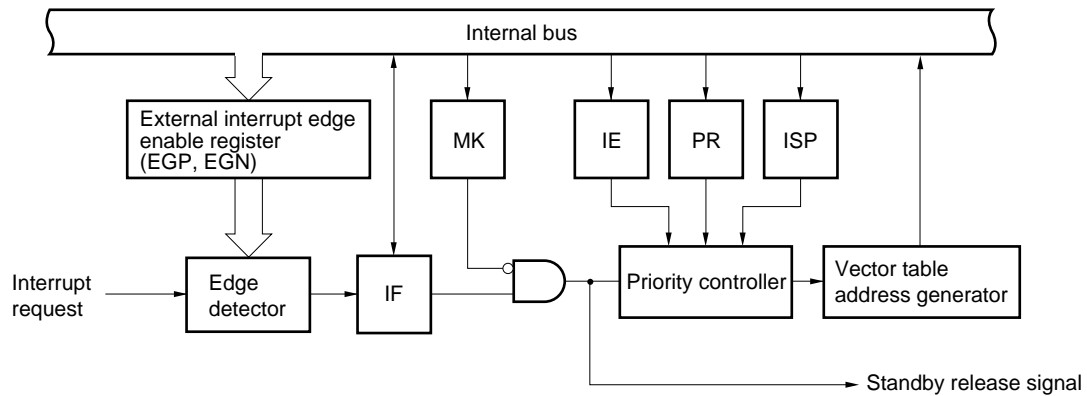 Internal bus
External interrupt edge
enable register
(EGP, EGN)
MK
IE
PR
ISP
Interrupt
request
Edge
detector
IF
Priority controller
Vector table
address generator
Standby release signal